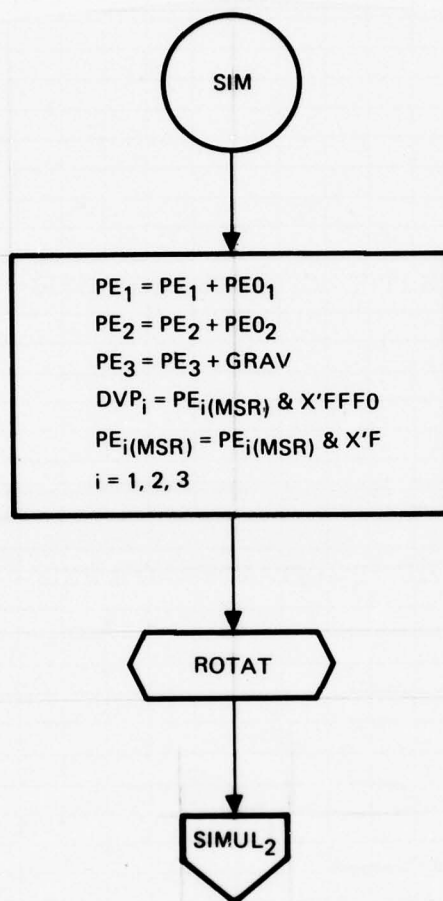 SIM
PE₁ = PE₁ + PE0₁
PE₂ = PE₂ + PE0₂
PE₃ = PE₃ + GRAV
DVPᵢ = PEᵢ(MSR) & X'FFF0
PEᵢ(MSR) = PEᵢ(MSR) & X'F
i = 1, 2, 3
ROTAT
SIMUL₂